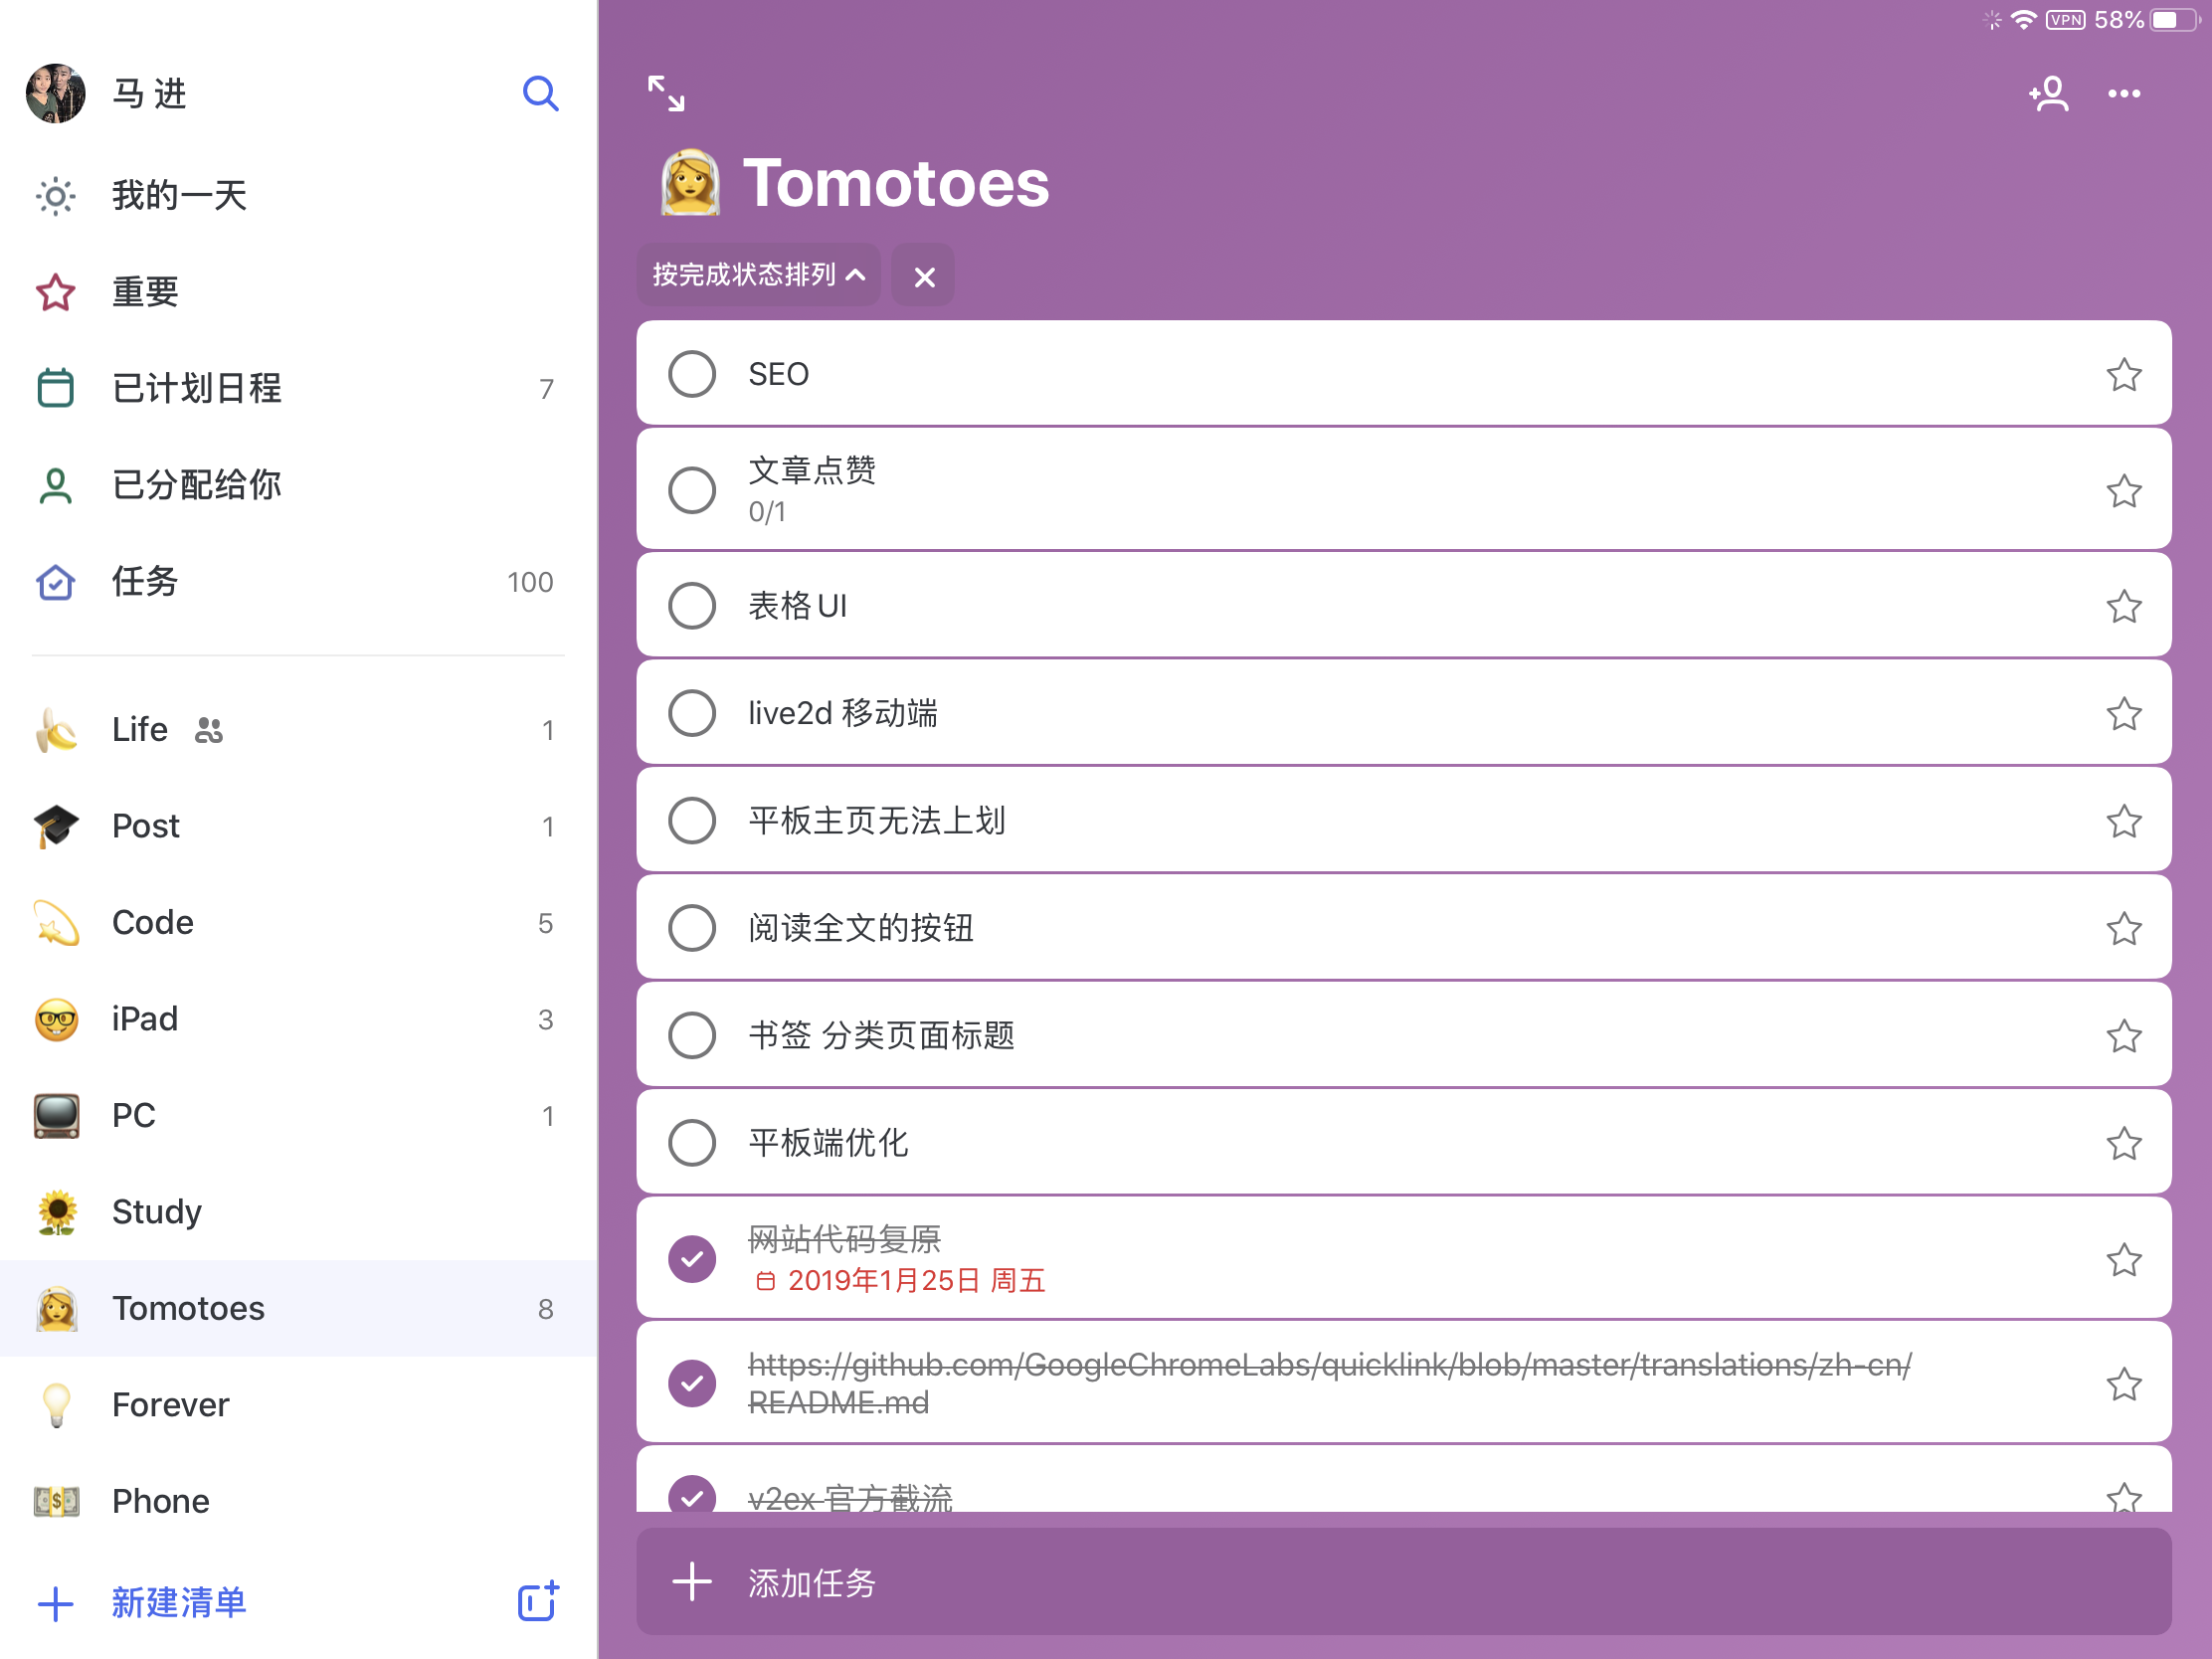 VPN 58%
马 进
我的一天
重要
已计划日程 7
已分配给你
任务 100
Life 1
Post 1
Code 5
iPad 3
PC 1
Study
Tomotoes 8
Forever
Phone
新建清单
Tomotoes
按完成状态排列
SEO
文章点赞
0/1
表格 UI
live2d 移动端
平板主页无法上划
阅读全文的按钮
书签 分类页面标题
平板端优化
网站代码复原
2019年1月25日 周五
https://github.com/GoogleChromeLabs/quicklink/blob/master/translations/zh-cn/
README.md
v2ex 官方截流
添加任务